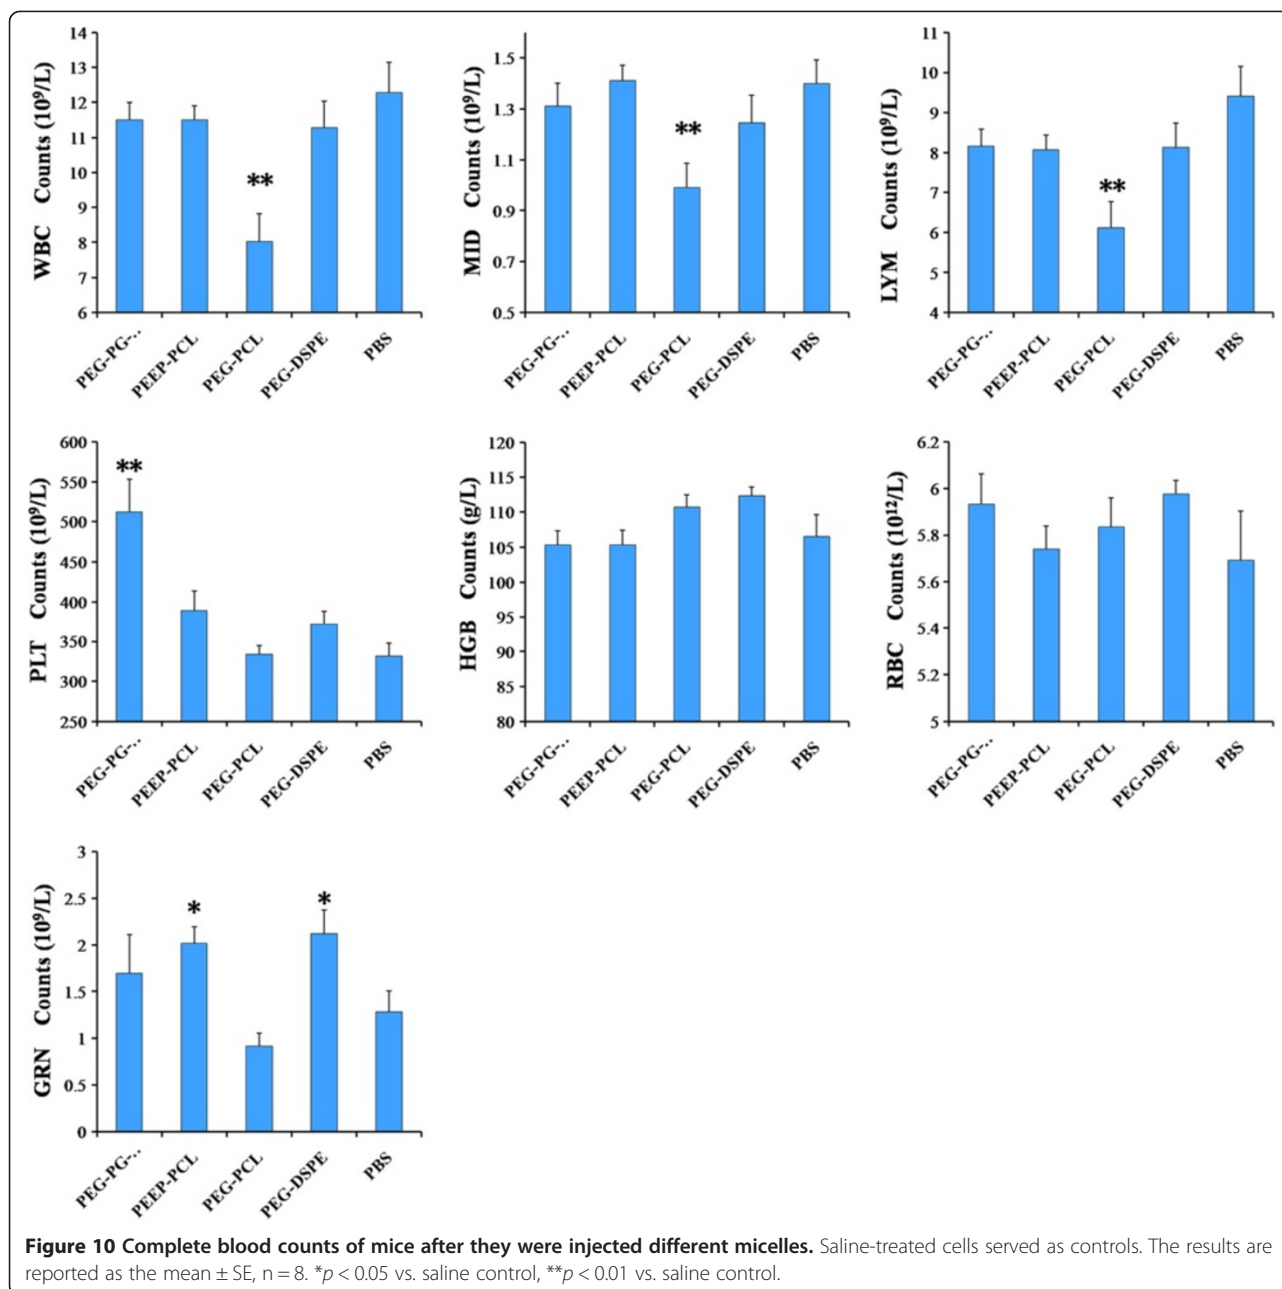 14
13
12
11
10
9
8
7
6
WBC Counts (10⁹/L)
**
PEG-PG-..
PEEP-PCL
PEG-PCL
PEG-DSPE
PBS
1.5
1.3
1.1
0.9
0.7
0.5
MID Counts (10⁹/L)
**
PEG-PG-..
PEEP-PCL
PEG-PCL
PEG-DSPE
PBS
11
10
9
8
7
6
5
4
LYM Counts (10⁹/L)
**
PEG-PG-..
PEEP-PCL
PEG-PCL
PEG-DSPE
PBS
600
550
500
450
400
350
300
250
PLT Counts (10⁹/L)
**
PEG-PG-..
PEEP-PCL
PEG-PCL
PEG-DSPE
PBS
120
115
110
105
100
95
90
85
80
HGB Counts (g/L)
PEG-PG-..
PEEP-PCL
PEG-PCL
PEG-DSPE
PBS
6.2
6
5.8
5.6
5.4
5.2
5
RBC Counts (10¹²/L)
PEG-PG-..
PEEP-PCL
PEG-PCL
PEG-DSPE
PBS
3
2.5
2
1.5
1
0.5
0
GRN Counts (10⁹/L)
*
*
PEG-PG-..
PEEP-PCL
PEG-PCL
PEG-DSPE
PBS
Figure 10 Complete blood counts of mice after they were injected different micelles. Saline-treated cells served as controls. The results are
reported as the mean ± SE, n = 8. *p < 0.05 vs. saline control, **p < 0.01 vs. saline control.